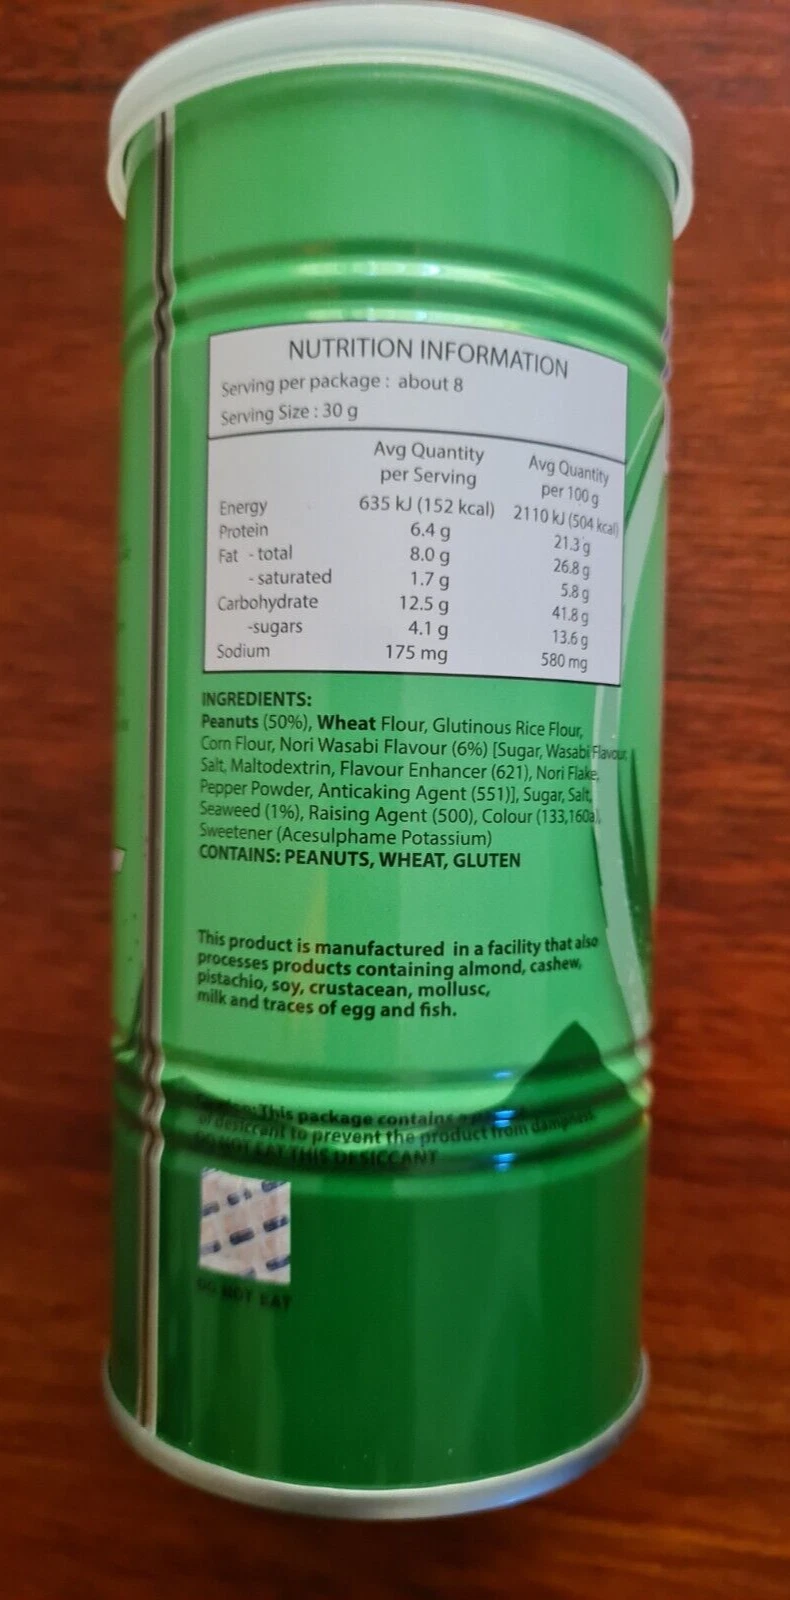 NUTRITION INFORMATION
Serving per package : about 8
Serving Size : 30 g
Avg Quantity per Serving Avg Quantity per 100 g
Energy 635 kJ (152 kcal) 2110 kJ (504 kcal)
Protein 6.4 g 21.3 g
Fat - total 8.0 g 26.8 g
- saturated 1.7 g 5.8 g
Carbohydrate 12.5 g 41.8 g
-sugars 4.1 g 13.6 g
Sodium 175 mg 580 mg
INGREDIENTS:
Peanuts (50%), Wheat Flour, Glutinous Rice Flour,
Corn Flour, Nori Wasabi Flavour (6%) [Sugar, Wasabi Flavour,
Salt, Maltodextrin, Flavour Enhancer (621), Nori Flake,
Pepper Powder, Anticaking Agent (551)], Sugar, Salt,
Seaweed (1%), Raising Agent (500), Colour (133,160a),
Sweetener (Acesulphame Potassium)
CONTAINS: PEANUTS, WHEAT, GLUTEN
This product is manufactured in a facility that also
processes products containing almond, cashew,
pistachio, soy, crustacean, mollusc,
milk and traces of egg and fish.
This package contains
of desiccant to prevent the product from dampness
DO NOT EAT THIS DESICCANT
DO NOT EAT